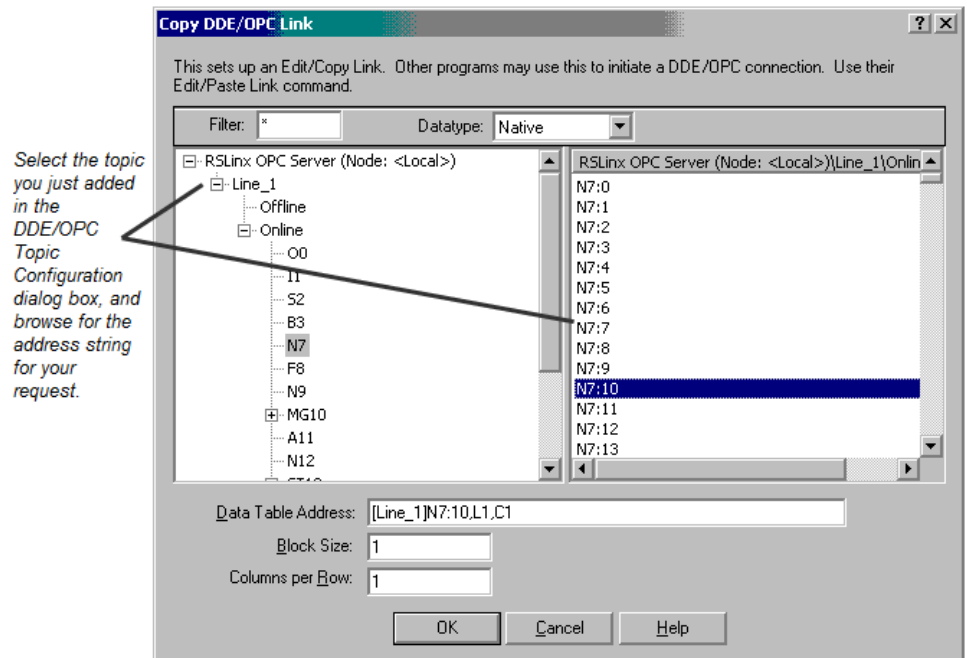 Copy DDE/OPC Link
This sets up an Edit/Copy Link. Other programs may use this to initiate a DDE/OPC connection. Use their
Edit/Paste Link command.
Filter: *
Datatype: Native
Select the topic
you just added
in the
DDE/OPC
Topic
Configuration
dialog box, and
browse for the
address string
for your
request.
RSLinx OPC Server (Node: <Local>)
Line_1
Offline
Online
O0
I1
S2
B3
N7
F8
N9
MG10
A11
N12
RSLinx OPC Server (Node: <Local>)\Line_1\Onlin
N7:0
N7:1
N7:2
N7:3
N7:4
N7:5
N7:6
N7:7
N7:8
N7:9
N7:10
N7:11
N7:12
N7:13
Data Table Address: [Line_1]N7:10,L1,C1
Block Size: 1
Columns per Row: 1
OK Cancel Help